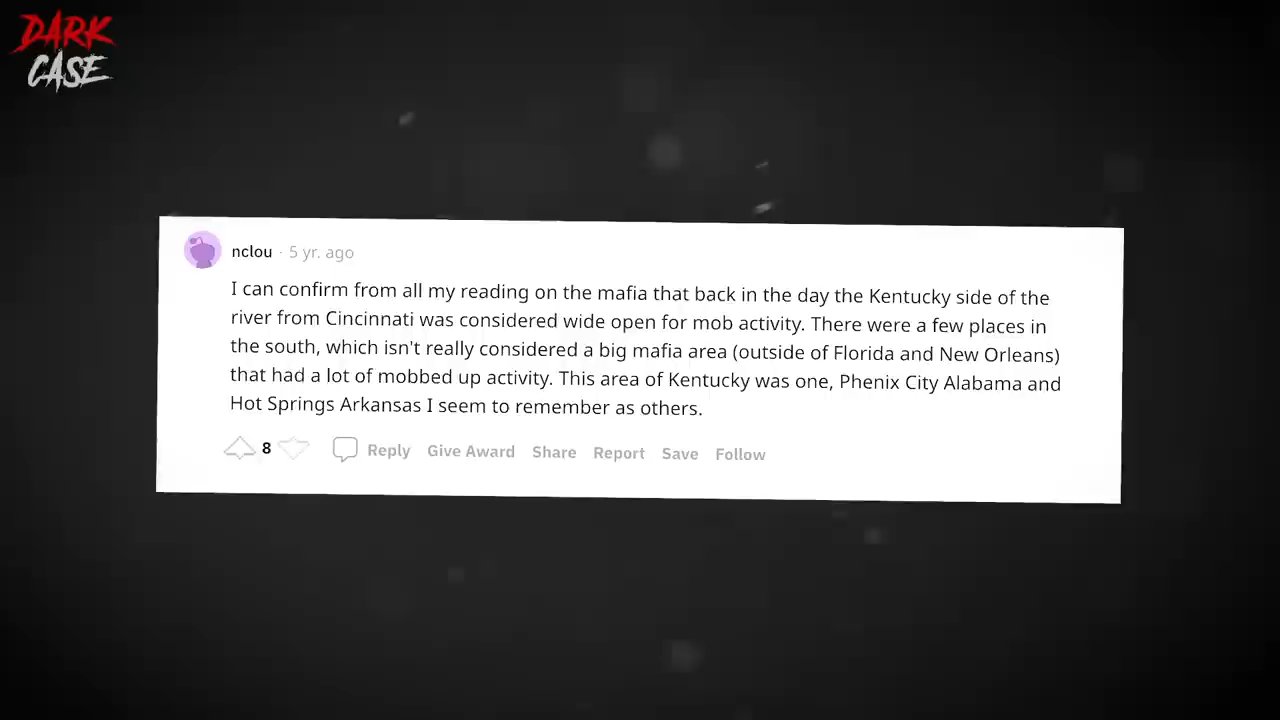 DARK
CASE
nclou · 5 yr. ago
I can confirm from all my reading on the mafia that back in the day the Kentucky side of the
river from Cincinnati was considered wide open for mob activity. There were a few places in
the south, which isn't really considered a big mafia area (outside of Florida and New Orleans)
that had a lot of mobbed up activity. This area of Kentucky was one, Phenix City Alabama and
Hot Springs Arkansas I seem to remember as others.
8 Reply Give Award Share Report Save Follow